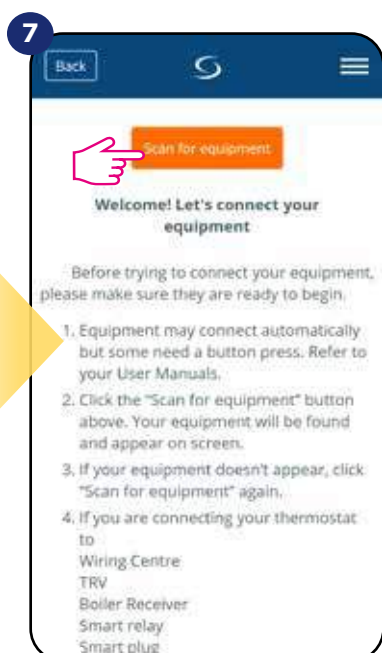 7
Back
Scan for equipment
Welcome! Let's connect your
equipment
Before trying to connect your equipment,
please make sure they are ready to begin.
1. Equipment may connect automatically
but some need a button press. Refer to
your User Manuals.
2. Click the "Scan for equipment" button
above. Your equipment will be found
and appear on screen.
3. If your equipment doesn't appear, click
"Scan for equipment" again.
4. If you are connecting your thermostat
to
Wiring Centre
TRV
Boiler Receiver
Smart relay
Smart plug